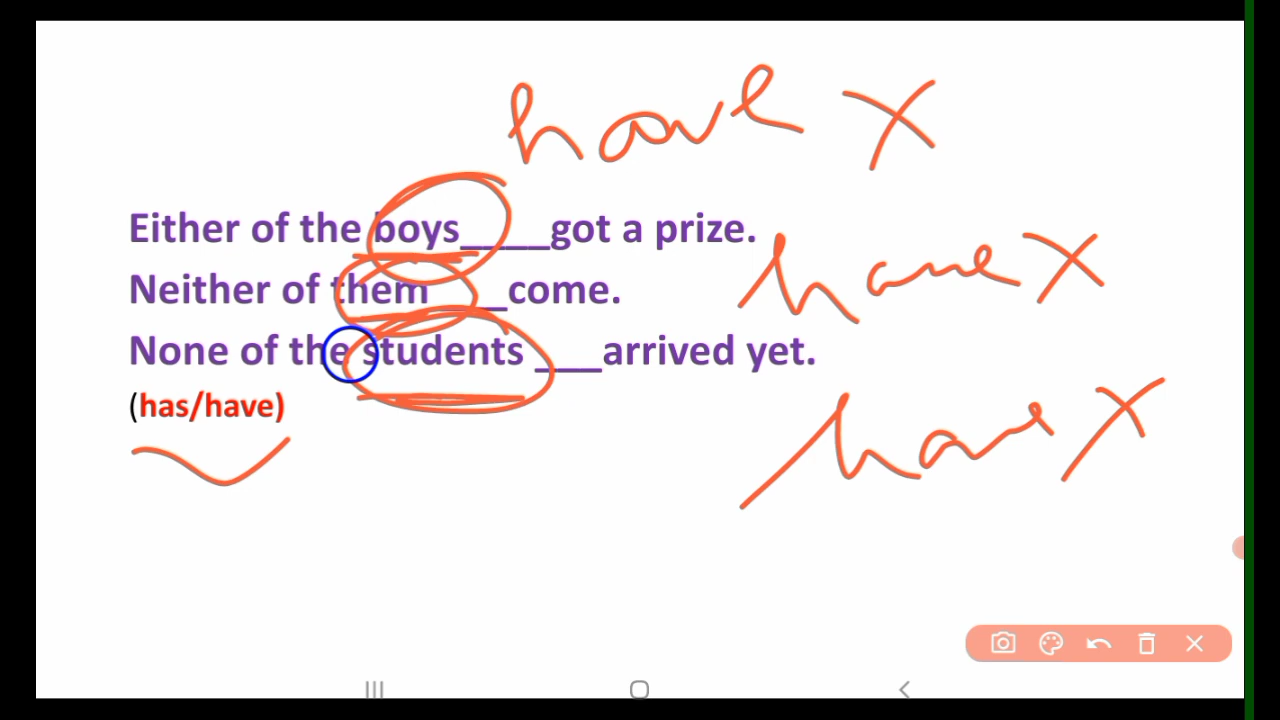 have X
Either of the boys____got a prize.
have X
Neither of them ___come.
None of the students ___arrived yet.
(has/have)
have X